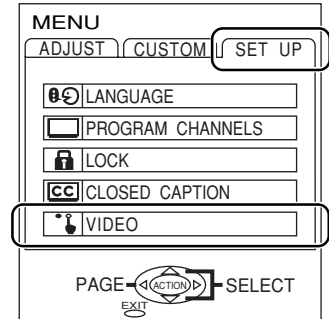 MENU
ADJUST CUSTOM SET UP
LANGUAGE
PROGRAM CHANNELS
LOCK
CC CLOSED CAPTION
VIDEO
PAGE ACTION SELECT
EXIT